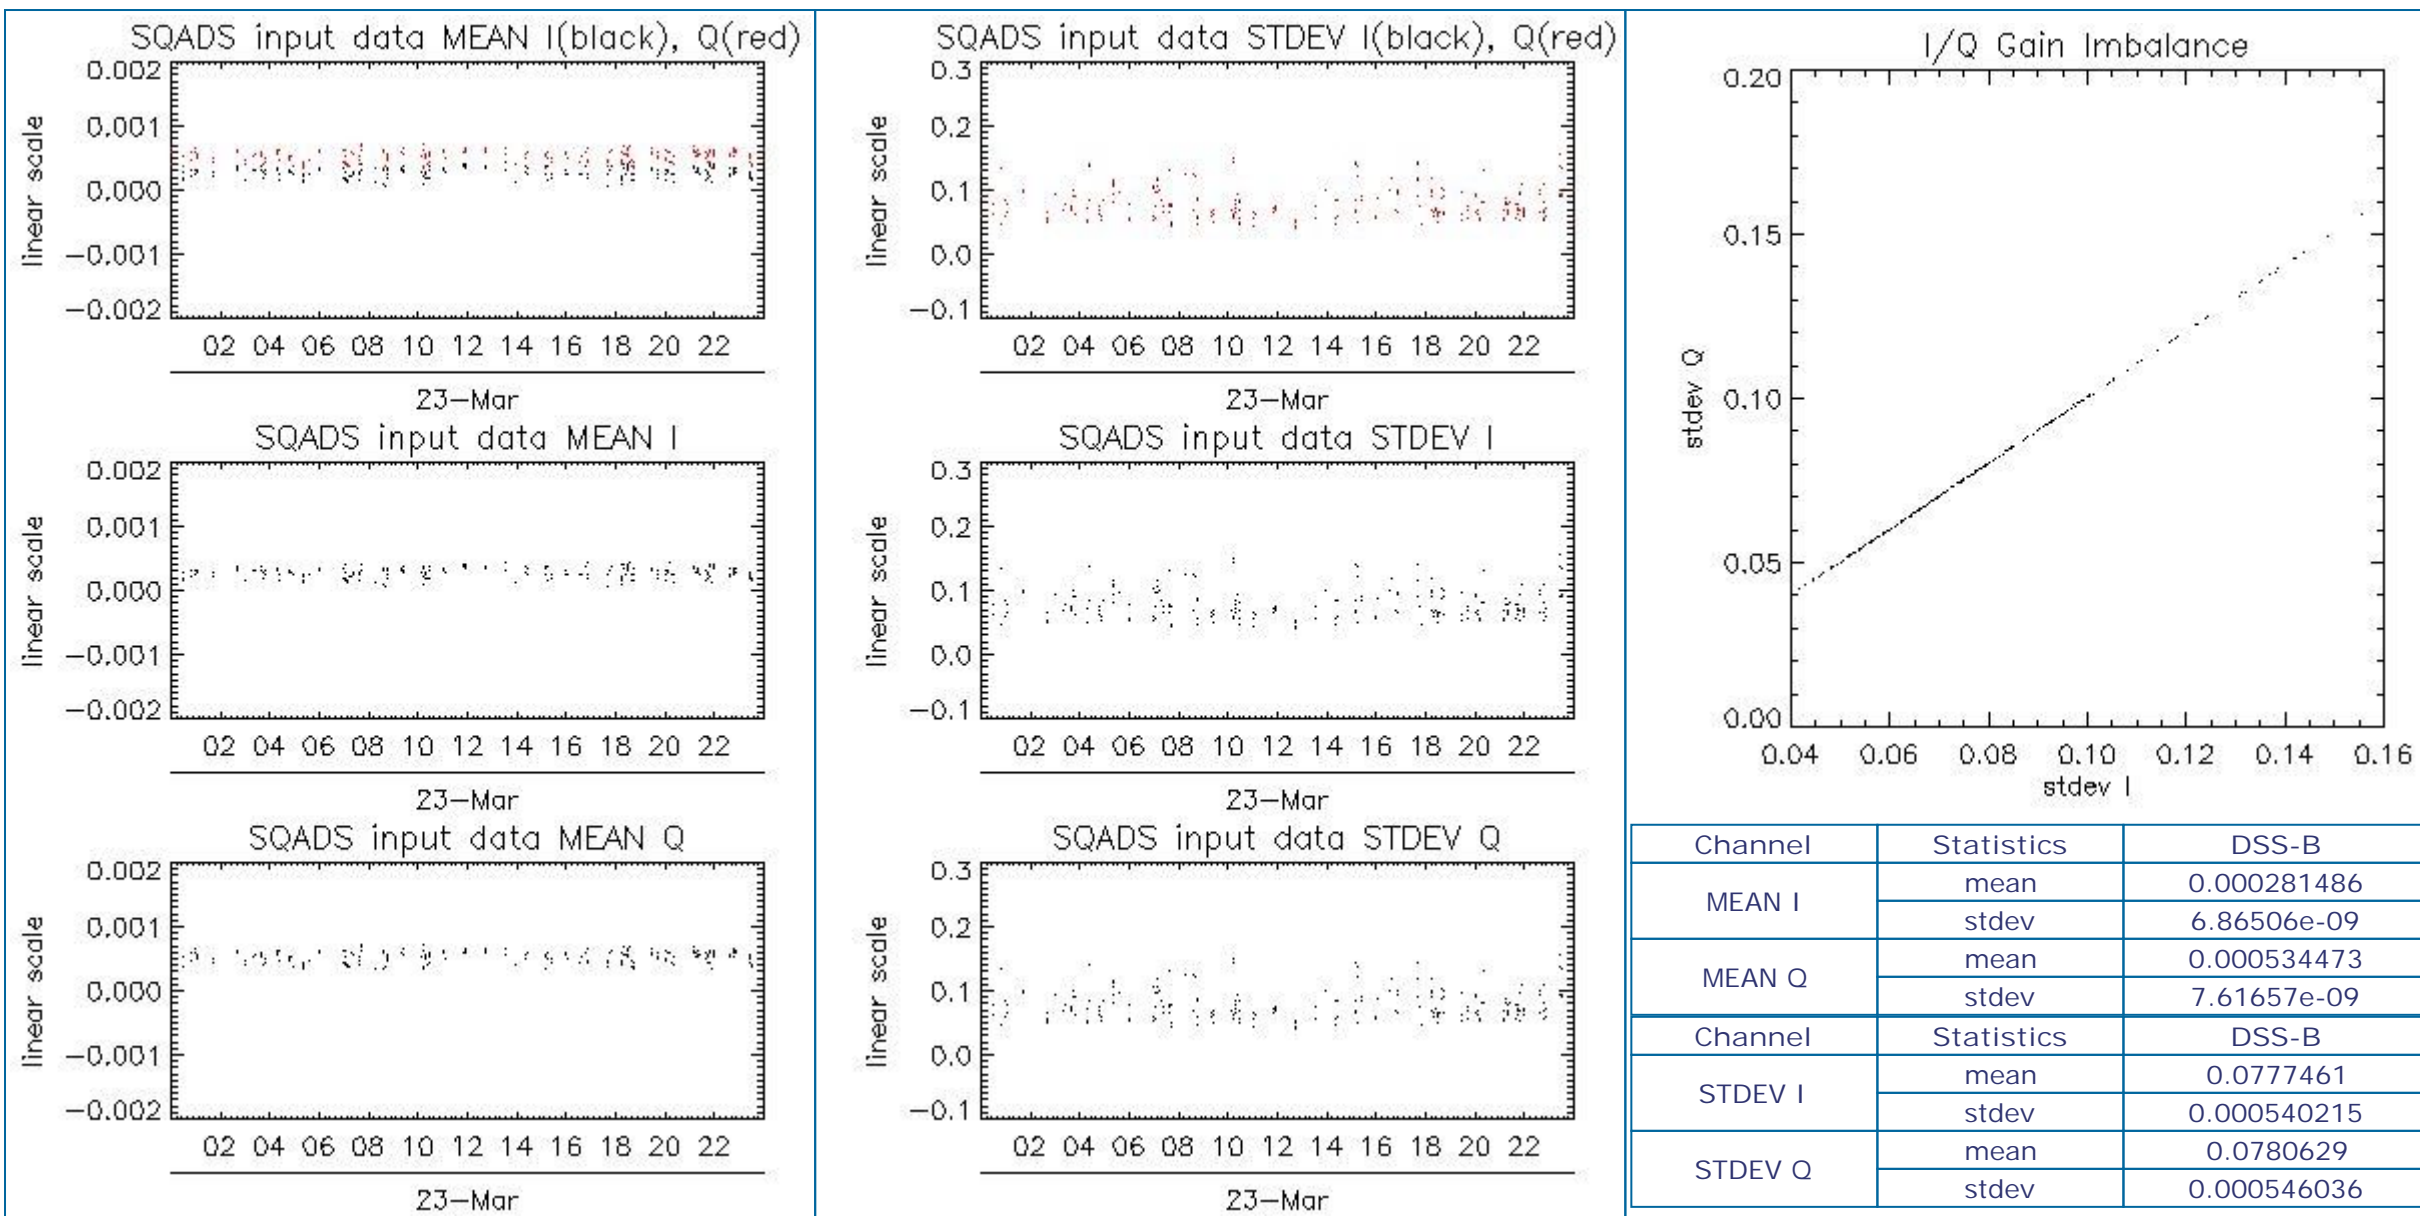 SQADS input data MEAN I(black), Q(red)
linear scale
0.002
0.001
0.000
−0.001
−0.002
02 04 06 08 10 12 14 16 18 20 22
23−Mar
SQADS input data MEAN I
linear scale
0.002
0.001
0.000
−0.001
−0.002
02 04 06 08 10 12 14 16 18 20 22
23−Mar
SQADS input data MEAN Q
linear scale
0.002
0.001
0.000
−0.001
−0.002
02 04 06 08 10 12 14 16 18 20 22
23−Mar
SQADS input data STDEV I(black), Q(red)
linear scale
0.3
0.2
0.1
0.0
−0.1
02 04 06 08 10 12 14 16 18 20 22
23−Mar
SQADS input data STDEV I
linear scale
0.3
0.2
0.1
0.0
−0.1
02 04 06 08 10 12 14 16 18 20 22
23−Mar
SQADS input data STDEV Q
linear scale
0.3
0.2
0.1
0.0
−0.1
02 04 06 08 10 12 14 16 18 20 22
23−Mar
I/Q Gain Imbalance
stdev Q
0.20
0.15
0.10
0.05
0.00
0.04 0.06 0.08 0.10 0.12 0.14 0.16
stdev I
Channel Statistics DSS-B
MEAN I mean 0.000281486
stdev 6.86506e-09
MEAN Q mean 0.000534473
stdev 7.61657e-09
Channel Statistics DSS-B
STDEV I mean 0.0777461
stdev 0.000540215
STDEV Q mean 0.0780629
stdev 0.000546036